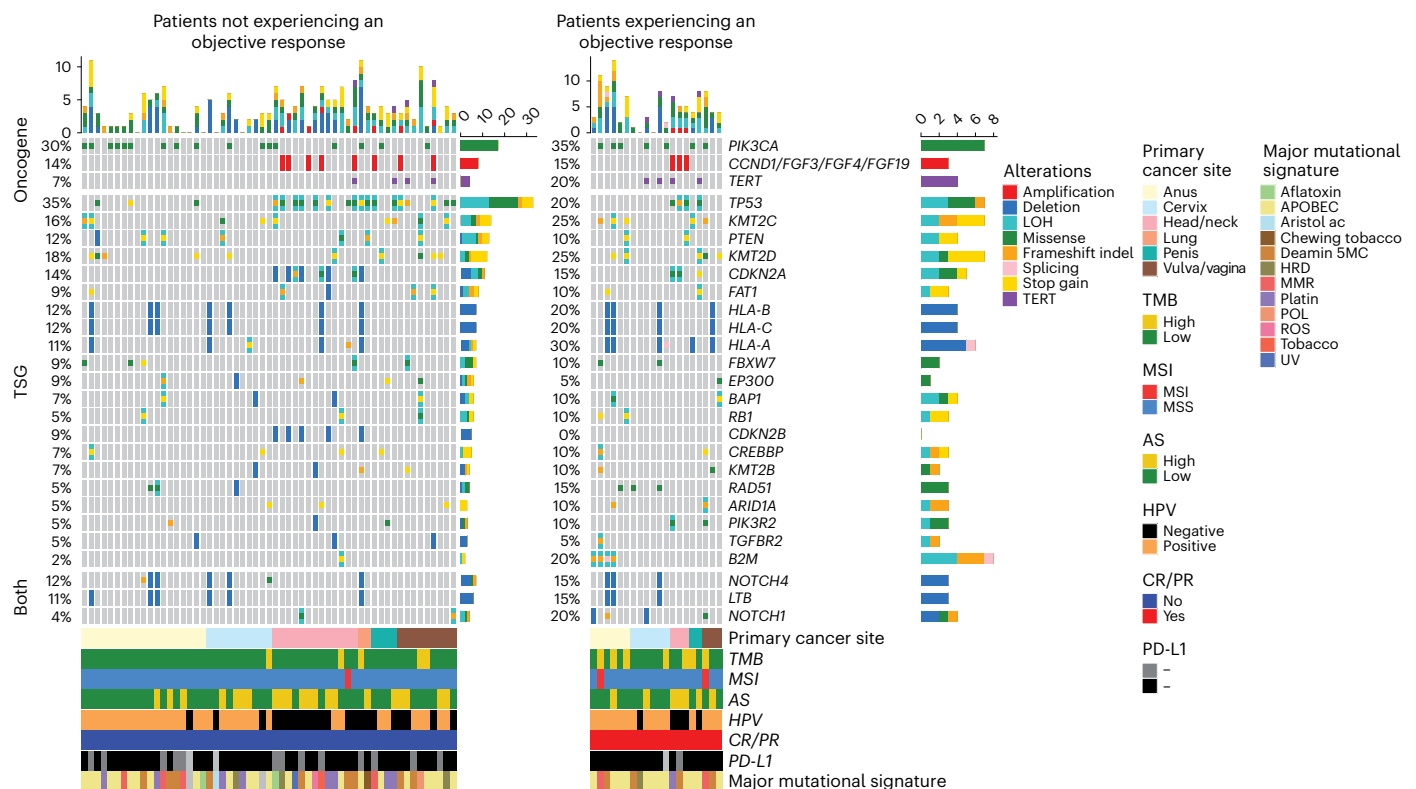 Patients not experiencing an
objective response
Patients experiencing an
objective response
10
5
0
0 10 20 30
10
5
0
0 2 4 6 8
Oncogene
30% 35% PIK3CA
14% 15% CCND1/FGF3/FGF4/FGF19
7% 20% TERT
TSG
35% 20% TP53
16% 25% KMT2C
12% 10% PTEN
18% 25% KMT2D
14% 15% CDKN2A
9% 10% FAT1
12% 20% HLA-B
12% 20% HLA-C
11% 30% HLA-A
9% 10% FBXW7
9% 5% EP300
7% 10% BAP1
5% 10% RB1
9% 0% CDKN2B
7% 10% CREBBP
7% 10% KMT2B
5% 15% RAD51
5% 10% ARID1A
5% 10% PIK3R2
5% 5% TGFBR2
2% 20% B2M
Both
12% 15% NOTCH4
11% 15% LTB
4% 20% NOTCH1
Primary cancer site
TMB
MSI
AS
HPV
CR/PR
PD-L1
Major mutational signature
Alterations
Amplification
Deletion
LOH
Missense
Frameshift indel
Splicing
Stop gain
TERT
Primary
cancer site
Anus
Cervix
Head/neck
Lung
Penis
Vulva/vagina
TMB
High
Low
MSI
MSI
MSS
AS
High
Low
HPV
Negative
Positive
CR/PR
No
Yes
PD-L1
–
–
Major mutational
signature
Aflatoxin
APOBEC
Aristol ac
Chewing tobacco
Deamin 5MC
HRD
MMR
Platin
POL
ROS
Tobacco
UV